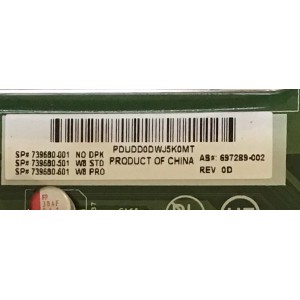 PDUDD0DWJ5K0MT
SP# 739680-001 NO DPK
SP# 739680-501 W8 STD
SP# 739680-601 W8 PRO
PRODUCT OF CHINA
AS#: 697289-002
REV 0D